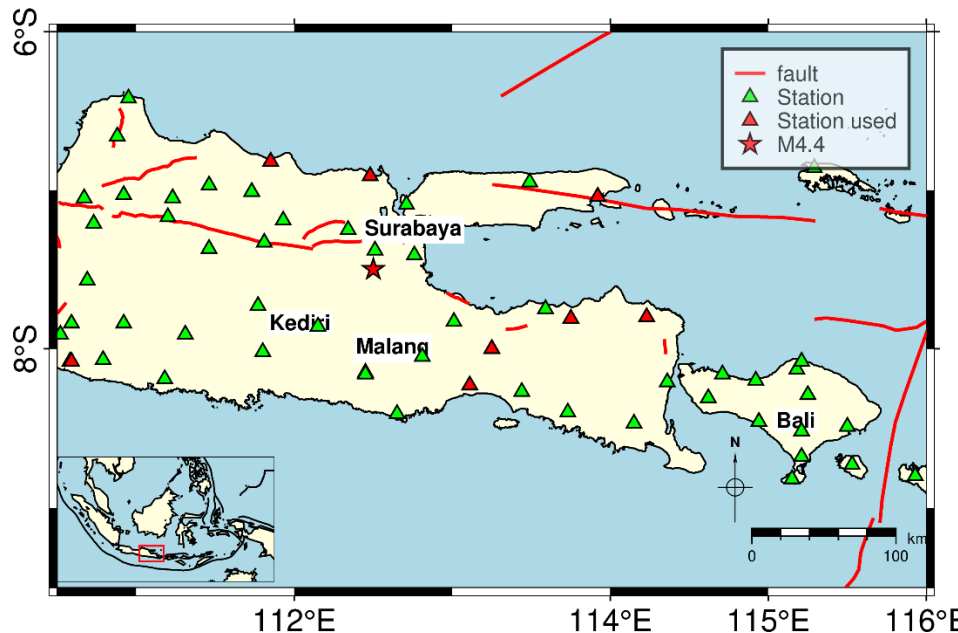 6°S
fault
Station
Station used
M4.4
Surabaya
Kediri
Malang
8°S
Bali
N
km
0
100
112°E
114°E
115°E
116°E